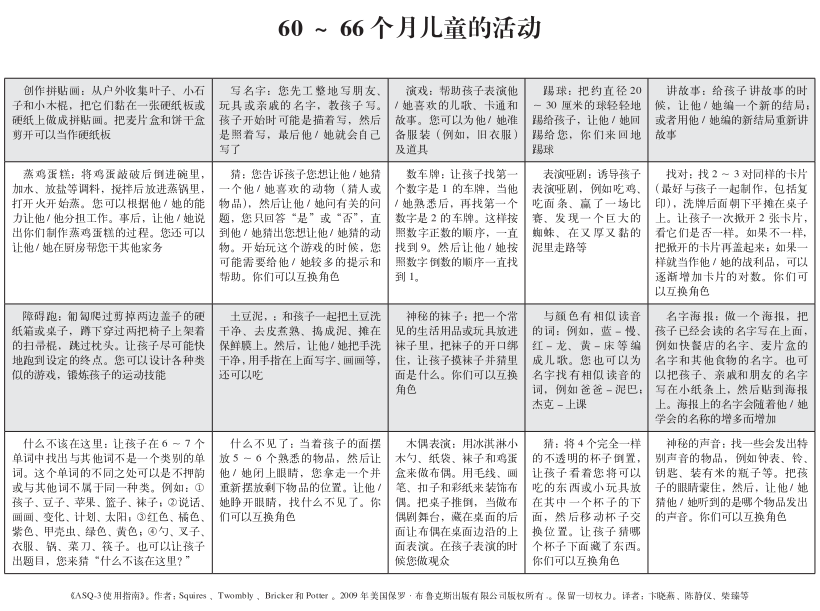 60 ~ 66 个月儿童的活动
创作拼贴画：从户外收集叶子、小石
子和小木棍，把它们黏在一张硬纸板或
硬纸上做成拼贴画。把麦片盒和饼干盒
剪开可以当作硬纸板
写名字：您先工整地写朋友、
玩具或亲戚的名字，教孩子写。
孩子开始时可能是描着写，然后
是照着写，最后他 / 她就会自己
写了
演戏：帮助孩子表演他
/ 她喜欢的儿歌、卡通和
故事。您可以为他 / 她准
备服装（例如，旧衣服）
及道具
踢球：把约直径 20
~ 30 厘米的球轻轻地
踢给孩子，让他 / 她回
踢给您，你们来回地
踢球
讲故事：给孩子讲故事的时
候，让他 / 她编一个新的结局；
或者用他 / 她编的新结局重新讲
故事
蒸鸡蛋糕：将鸡蛋敲破后倒进碗里，
加水、放盐等调料，搅拌后放进蒸锅里，
打开火开始蒸。您可以根据他 / 她的能
力让他/ 她分担工作。事后，让他/ 她说
出你们制作蒸鸡蛋糕的过程。您还可以
让他/ 她在厨房帮您干其他家务
猜：您告诉孩子您想让他/ 她猜
一个他 / 她喜欢的动物（猜人或
物品），然后让他/ 她问有关的问
题，您只回答“是”或“否”，直
到他/ 她猜出您想让他/ 她猜的动
物。开始玩这个游戏的时候，您
可能需要给他/ 她较多的提示和
帮助。你们可以互换角色
数车牌：让孩子找第一
个数字是 1 的车牌，当他
/ 她熟悉后，再找第一个
数字是 2 的车牌。这样按
照数字正数的顺序，一直
找到 9。然后让他/ 她按
照数字倒数的顺序一直找
到 1。
表演哑剧：诱导孩子
表演哑剧，例如吃鸡、
吃面条、赢了一场比
赛、发现一个巨大的
蜘蛛、在又厚又黏的
泥里走路等
找对：找 2 ~ 3 对同样的卡片
（最好与孩子一起制作，包括复
印），洗牌后面朝下平摊在桌子
上。让孩子一次掀开 2 张卡片，
看它们是否一样。如果不一样，
把掀开的卡片再盖起来；如果一
样就当作他 / 她的战利品，可以
逐渐增加卡片的对数。你们可
以互换角色
障碍跑：匍匐爬过剪掉两边盖子的硬
纸箱或桌子，蹲下穿过两把椅子上架着
的扫帚棍，跳过枕头。让孩子尽可能快
地跑到设定的终点。您可以设计各种类
似的游戏，锻炼孩子的运动技能
土豆泥，：和孩子一起把土豆洗
干净、去皮煮熟、捣成泥、摊在
保鲜膜上。然后，让他/ 她把手洗
干净，用手指在上面写字、画画等，
还可以吃
神秘的袜子：把一个常
见的生活用品或玩具放进
袜子里，把袜子的开口绑
住，让孩子摸袜子并猜里
面是什么。你们可以互换
角色
与颜色有相似读音
的词：例如，蓝－慢、
红－龙、黄－床等编
成儿歌。您也可以为
名字找有相似读音的
词，例如爸爸－泥巴；
杰克－上课
名字海报：做一个海报，把
孩子已经会读的名字写在上面，
例如快餐店的名字、麦片盒的
名字和其他食物的名字。也可
以把孩子、亲戚和朋友的名字
写在小纸条上，然后贴到海报
上。海报上的名字会随着他 / 她
学会的名称的增多而增加
什么不该在这里：让孩子在 6 ~ 7 个
单词中找出与其他词不是一个类别的单
词。这个单词的不同之处可以是不押韵
或与其他词不属于同一种类。例如：①
孩子、豆子、苹果、篮子、袜子；②说话、
画画、变化、计划、太阳；③红色、橘色、
紫色、甲壳虫、绿色、黄色；④勺、叉子、
衣服、锅、菜刀、筷子。也可以让孩子
出题目，您来猜“什么不该在这里？”
什么不见了：当着孩子的面摆
放 5 ~ 6 个熟悉的物品，然后让
他/ 她闭上眼睛，您拿走一个并
重新摆放剩下物品的位置。让他/
她睁开眼睛，找什么不见了。你
们可以互换角色
木偶表演：用冰淇淋小
木勺、纸袋、袜子和鸡蛋
盒来做布偶。用毛线、画
笔、扣子和彩纸来装饰布
偶。把桌子推倒，当做布
偶剧舞台，藏在桌面的后
面让布偶在桌面边沿的上
面表演。在孩子表演的时
候您做观众
猜：将 4 个完全一样
的不透明的杯子倒置，
让孩子看着您将可以
吃的东西或小玩具放
在其中一个杯子的下
面，然后移动杯子交
换位置。让孩子猜哪
个杯子下面藏了东西。
你们可以互换角色
神秘的声音：找一些会发出特
别声音的物品，例如钟表、铃、
钥匙、装有米的瓶子等。把孩
子的眼睛蒙住，然后，让他/ 她
猜他/ 她听到的是哪个物品发出
的声音。你们可以互换角色
《ASQ-3使用指南》。作者：Squires 、Twombly 、Bricker 和 Potter 。2009 年美国保罗·布鲁克斯出版有限公司版权所有。保留一切权力。译者：卞晓燕、陈静仪、柴臻等